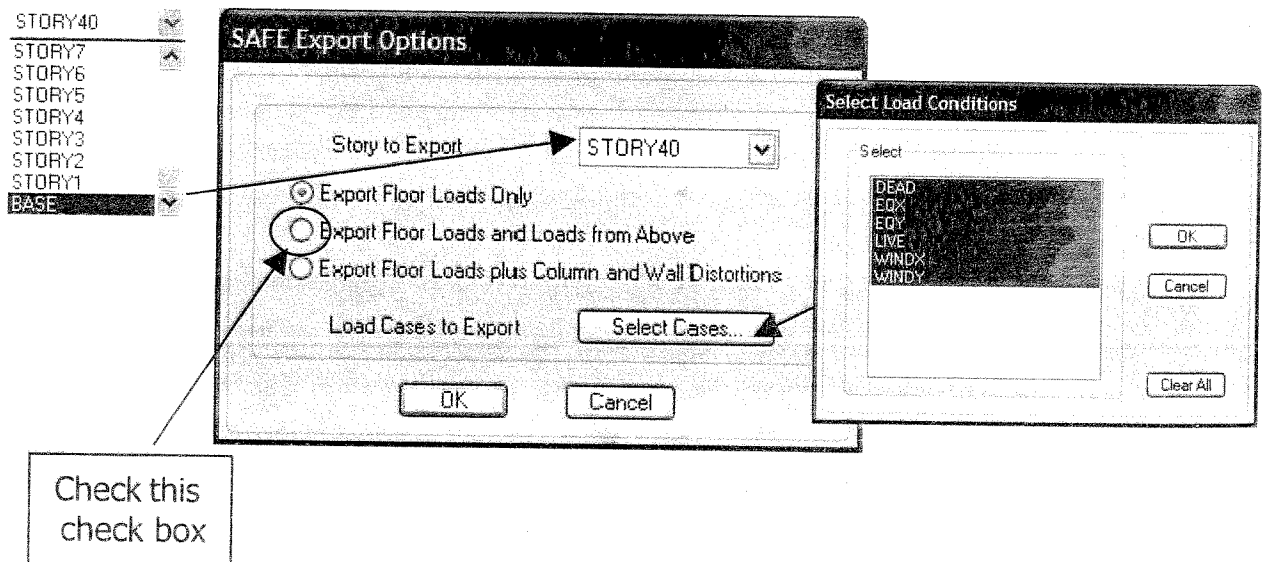 STORY40
STORY7
STORY6
STORY5
STORY4
STORY3
STORY2
STORY1
BASE
SAFE Export Options
Story to Export
STORY40
Export Floor Loads Only
Export Floor Loads and Loads from Above
Export Floor Loads plus Column and Wall Distortions
Load Cases to Export
Select Cases...
OK
Cancel
Select Load Conditions
Select
DEAD
EQX
EQY
LIVE
WINDX
WINDY
OK
Cancel
Clear All
Check this
check box